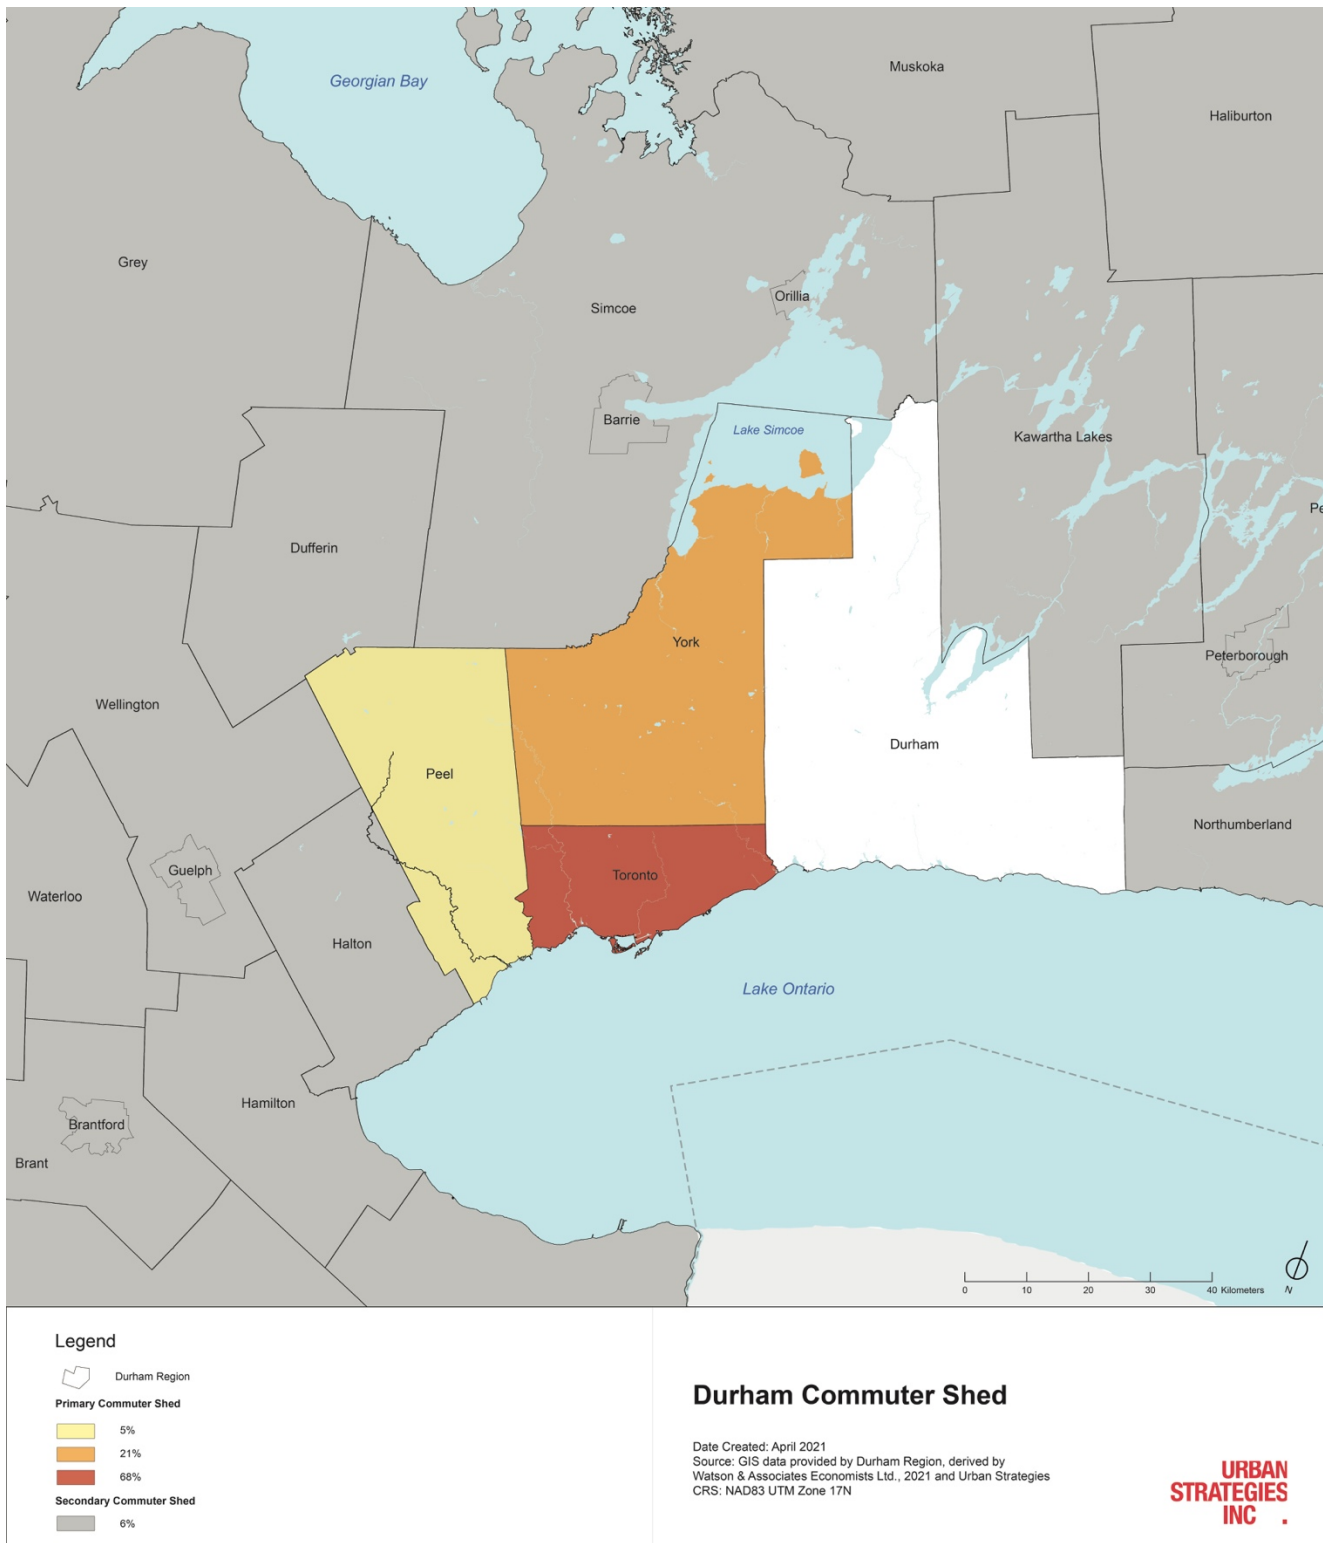 Georgian Bay
Muskoka
Haliburton
Grey
Simcoe
Orillia
Barrie
Lake Simcoe
Kawartha Lakes
Pe
Dufferin
York
Peterborough
Wellington
Durham
Peel
Northumberland
Guelph
Toronto
Waterloo
Halton
Lake Ontario
Hamilton
Brantford
Brant
0 10 20 30 40 Kilometers
N
Legend
Durham Region
Primary Commuter Shed
5%
21%
68%
Secondary Commuter Shed
6%
Durham Commuter Shed
Date Created: April 2021
Source: GIS data provided by Durham Region, derived by
Watson & Associates Economists Ltd., 2021 and Urban Strategies
CRS: NAD83 UTM Zone 17N
URBAN
STRATEGIES
INC .